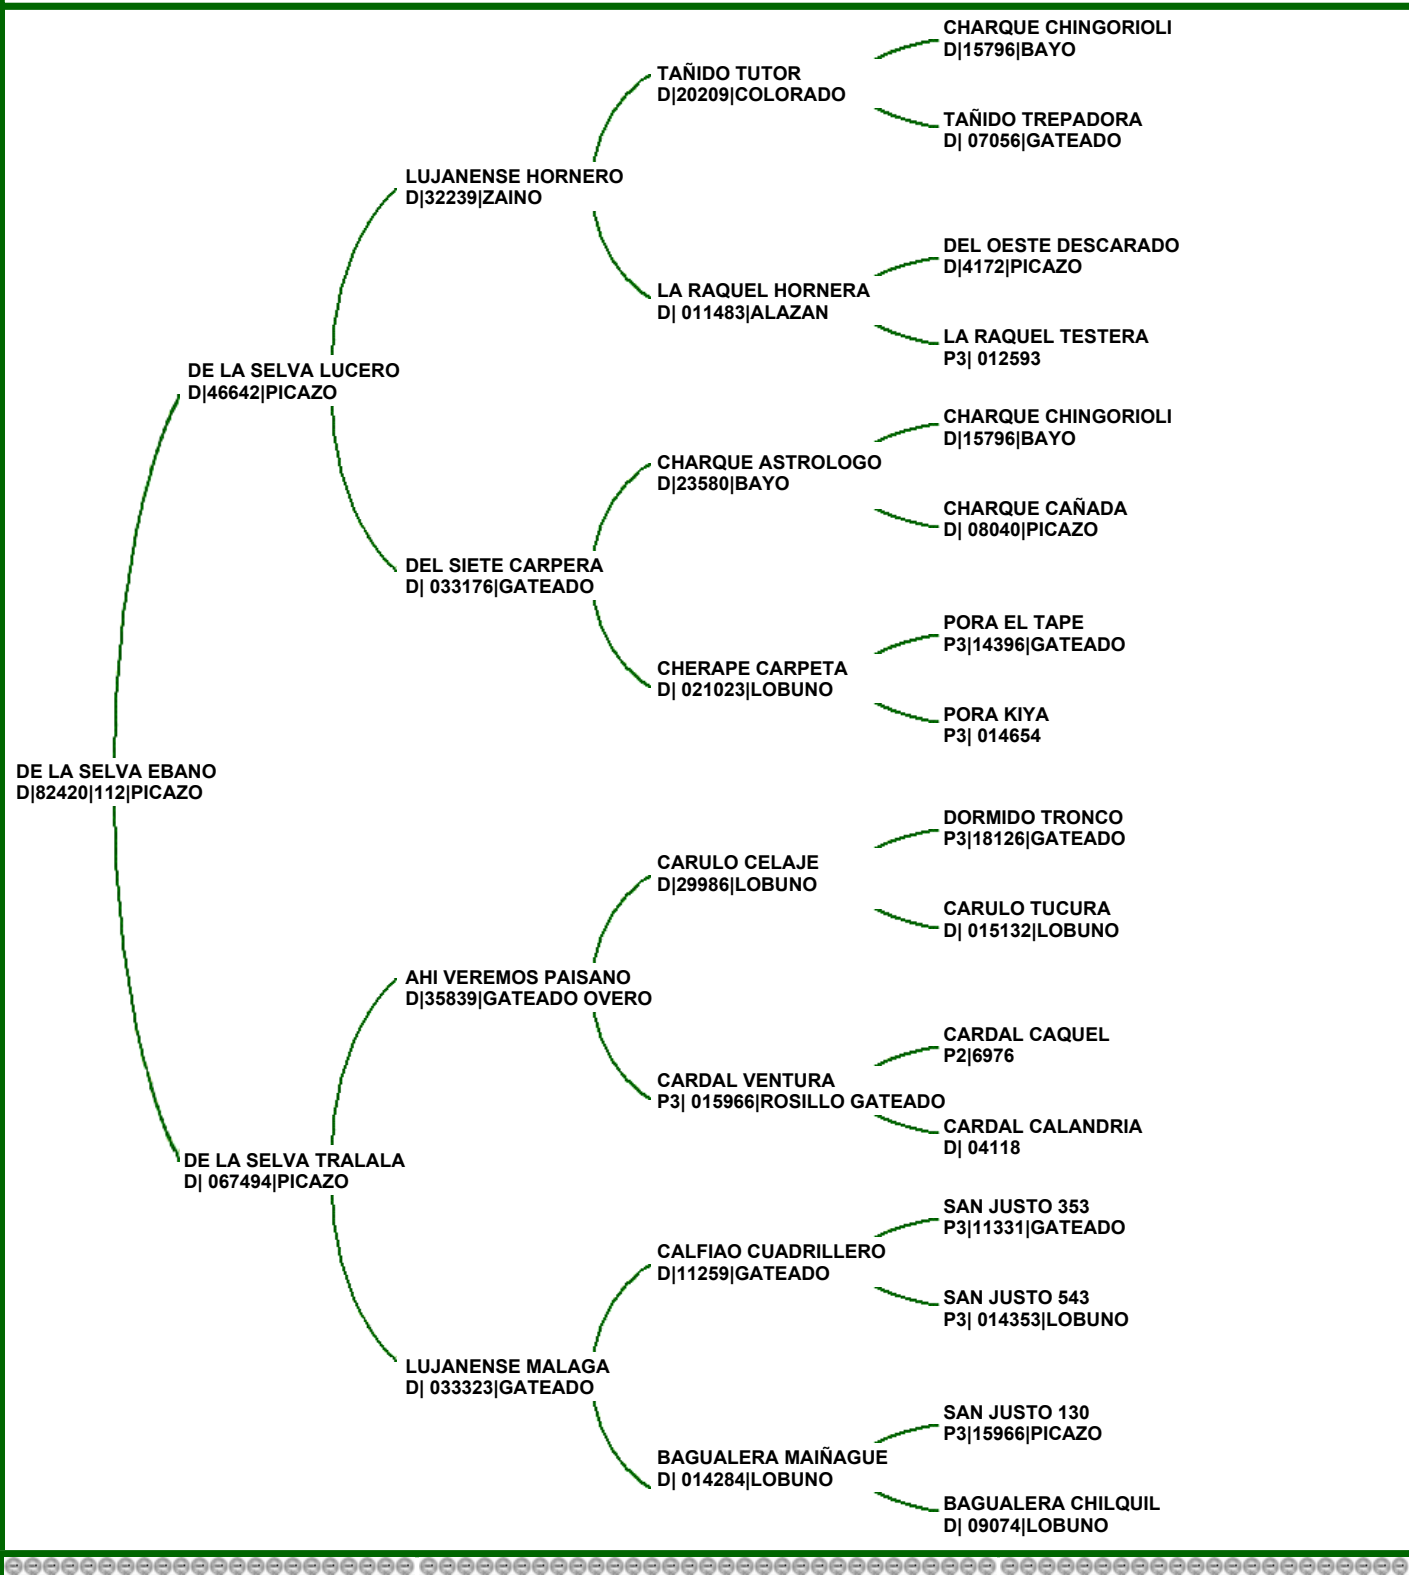 CHARQUE CHINGORIOLI
D|15796|BAYO
TAÑIDO TUTOR
D|20209|COLORADO
TAÑIDO TREPADORA
D| 07056|GATEADO
LUJANENSE HORNERO
D|32239|ZAINO
DEL OESTE DESCARADO
D|4172|PICAZO
LA RAQUEL HORNERA
D| 011483|ALAZAN
LA RAQUEL TESTERA
P3| 012593
DE LA SELVA LUCERO
D|46642|PICAZO
CHARQUE CHINGORIOLI
D|15796|BAYO
CHARQUE ASTROLOGO
D|23580|BAYO
CHARQUE CAÑADA
D| 08040|PICAZO
DEL SIETE CARPERA
D| 033176|GATEADO
PORA EL TAPE
P3|14396|GATEADO
CHERAPE CARPETA
D| 021023|LOBUNO
PORA KIYA
P3| 014654
DE LA SELVA EBANO
D|82420|112|PICAZO
DORMIDO TRONCO
P3|18126|GATEADO
CARULO CELAJE
D|29986|LOBUNO
CARULO TUCURA
D| 015132|LOBUNO
AHI VEREMOS PAISANO
D|35839|GATEADO OVERO
CARDAL CAQUEL
P2|6976
CARDAL VENTURA
P3| 015966|ROSILLO GATEADO
CARDAL CALANDRIA
D| 04118
DE LA SELVA TRALALA
D| 067494|PICAZO
SAN JUSTO 353
P3|11331|GATEADO
CALFIAO CUADRILLERO
D|11259|GATEADO
SAN JUSTO 543
P3| 014353|LOBUNO
LUJANENSE MALAGA
D| 033323|GATEADO
SAN JUSTO 130
P3|15966|PICAZO
BAGUALERA MAIÑAGUE
D| 014284|LOBUNO
BAGUALERA CHILQUIL
D| 09074|LOBUNO